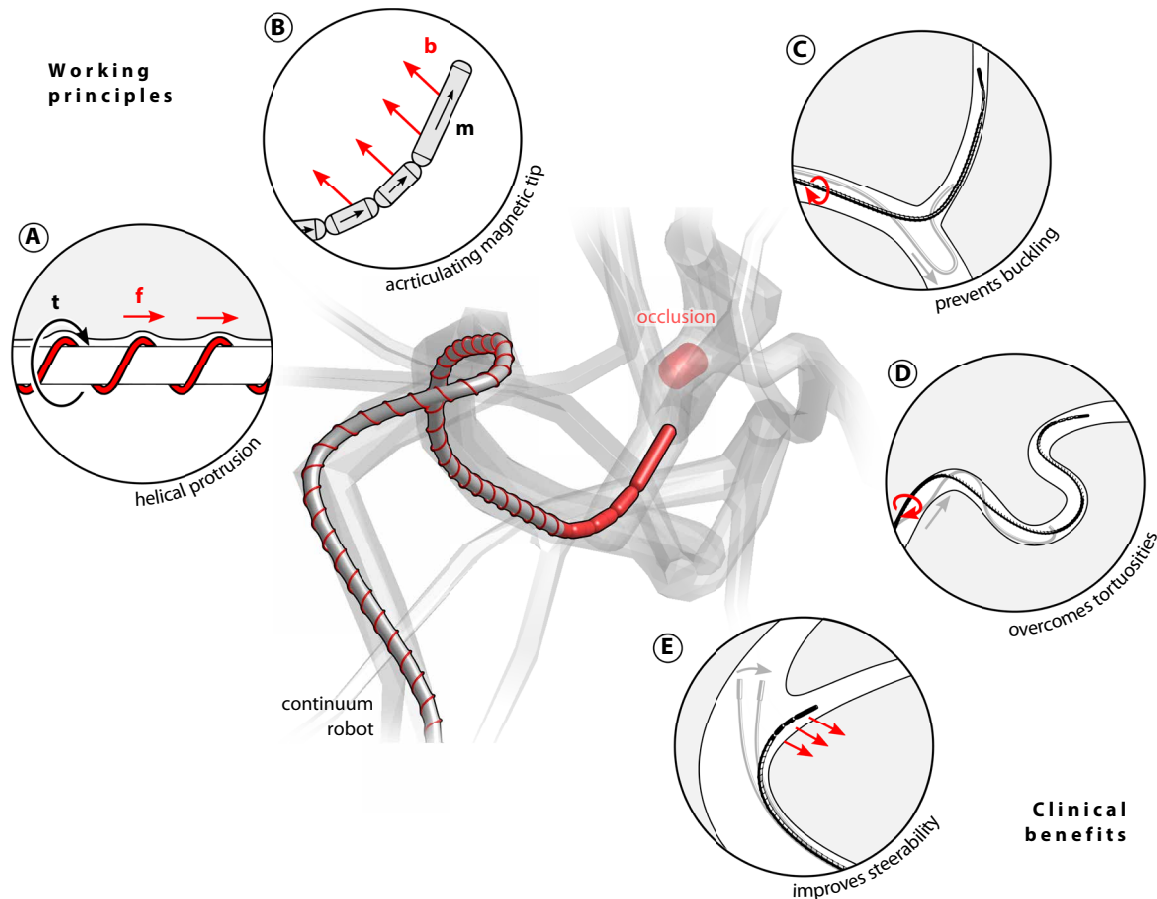 Working
principles
B
b
m
acrticulating magnetic tip
A
t
f
helical protrusion
C
prevents buckling
occlusion
D
overcomes tortuosities
E
improves steerability
continuum
robot
Clinical
benefits